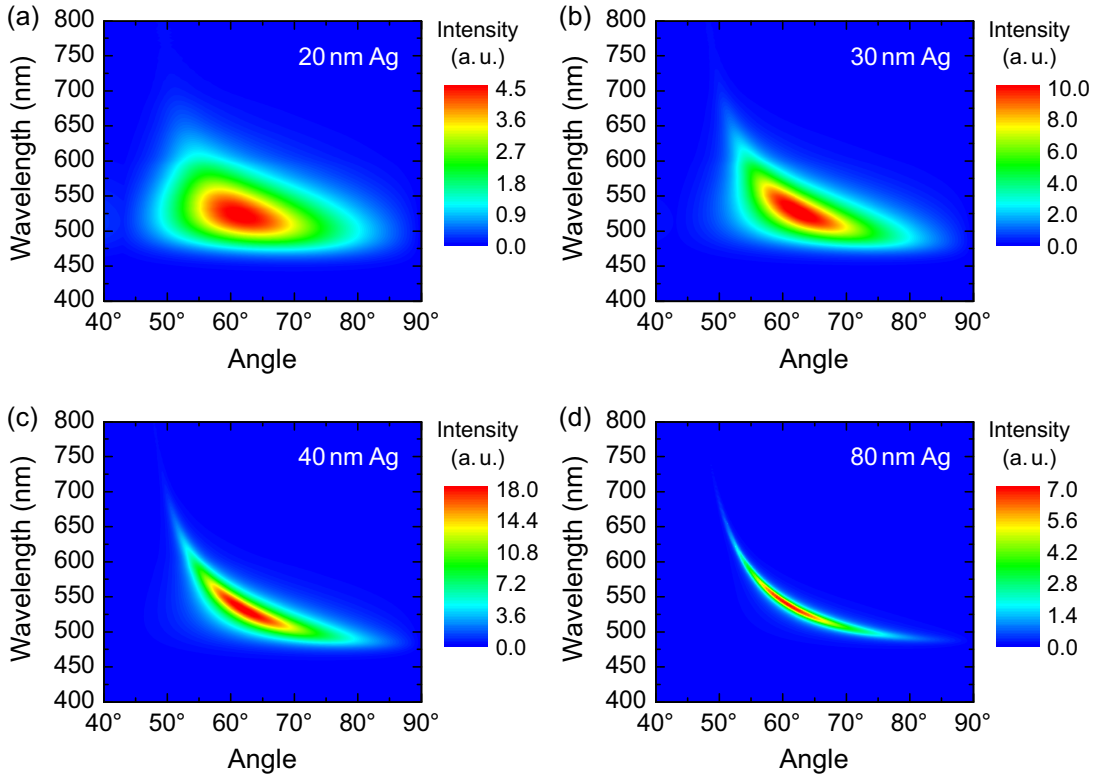 (a)
800
750
700
650
600
550
500
450
400
Wavelength (nm)
20 nm Ag
40° 50° 60° 70° 80° 90°
Angle
Intensity
(a. u.)
4.5
3.6
2.7
1.8
0.9
0.0
(b)
800
750
700
650
600
550
500
450
400
Wavelength (nm)
30 nm Ag
40° 50° 60° 70° 80° 90°
Angle
Intensity
(a. u.)
10.0
8.0
6.0
4.0
2.0
0.0
(c)
800
750
700
650
600
550
500
450
400
Wavelength (nm)
40 nm Ag
40° 50° 60° 70° 80° 90°
Angle
Intensity
(a. u.)
18.0
14.4
10.8
7.2
3.6
0.0
(d)
800
750
700
650
600
550
500
450
400
Wavelength (nm)
80 nm Ag
40° 50° 60° 70° 80° 90°
Angle
Intensity
(a. u.)
7.0
5.6
4.2
2.8
1.4
0.0